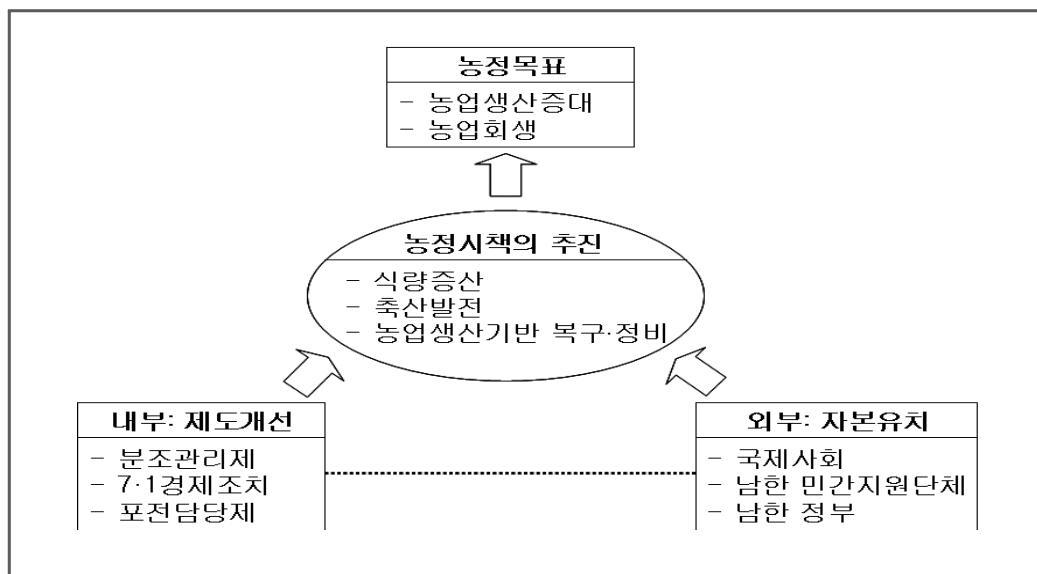 농정목표
- 농업생산증대
- 농업회생
농정시책의 추진
- 식량증산
- 축산발전
- 농업생산기반 복구·정비
내부: 제도개선
- 분조관리제
- 7·1경제조치
- 포전담당제
외부: 자본유치
- 국제사회
- 남한 민간지원단체
- 남한 정부